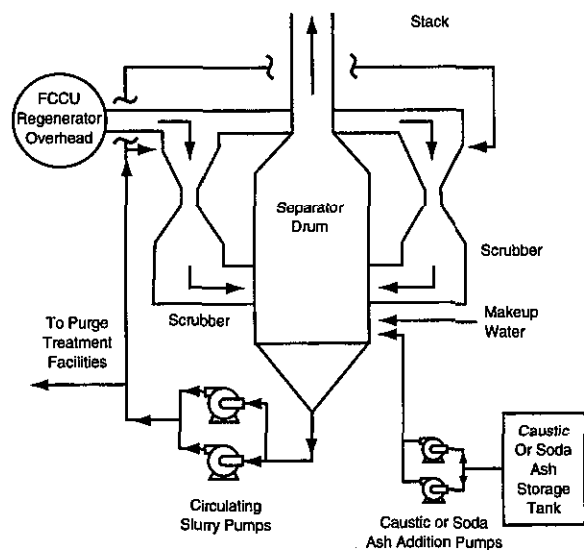 Stack
FCCU
Regenerator
Overhead
Separator
Drum
Scrubber
Scrubber
Makeup
Water
To Purge
Treatment
Facilities
Circulating
Slurry Pumps
Caustic or Soda
Ash Addition Pumps
Caustic
Or Soda
Ash
Storage
Tank